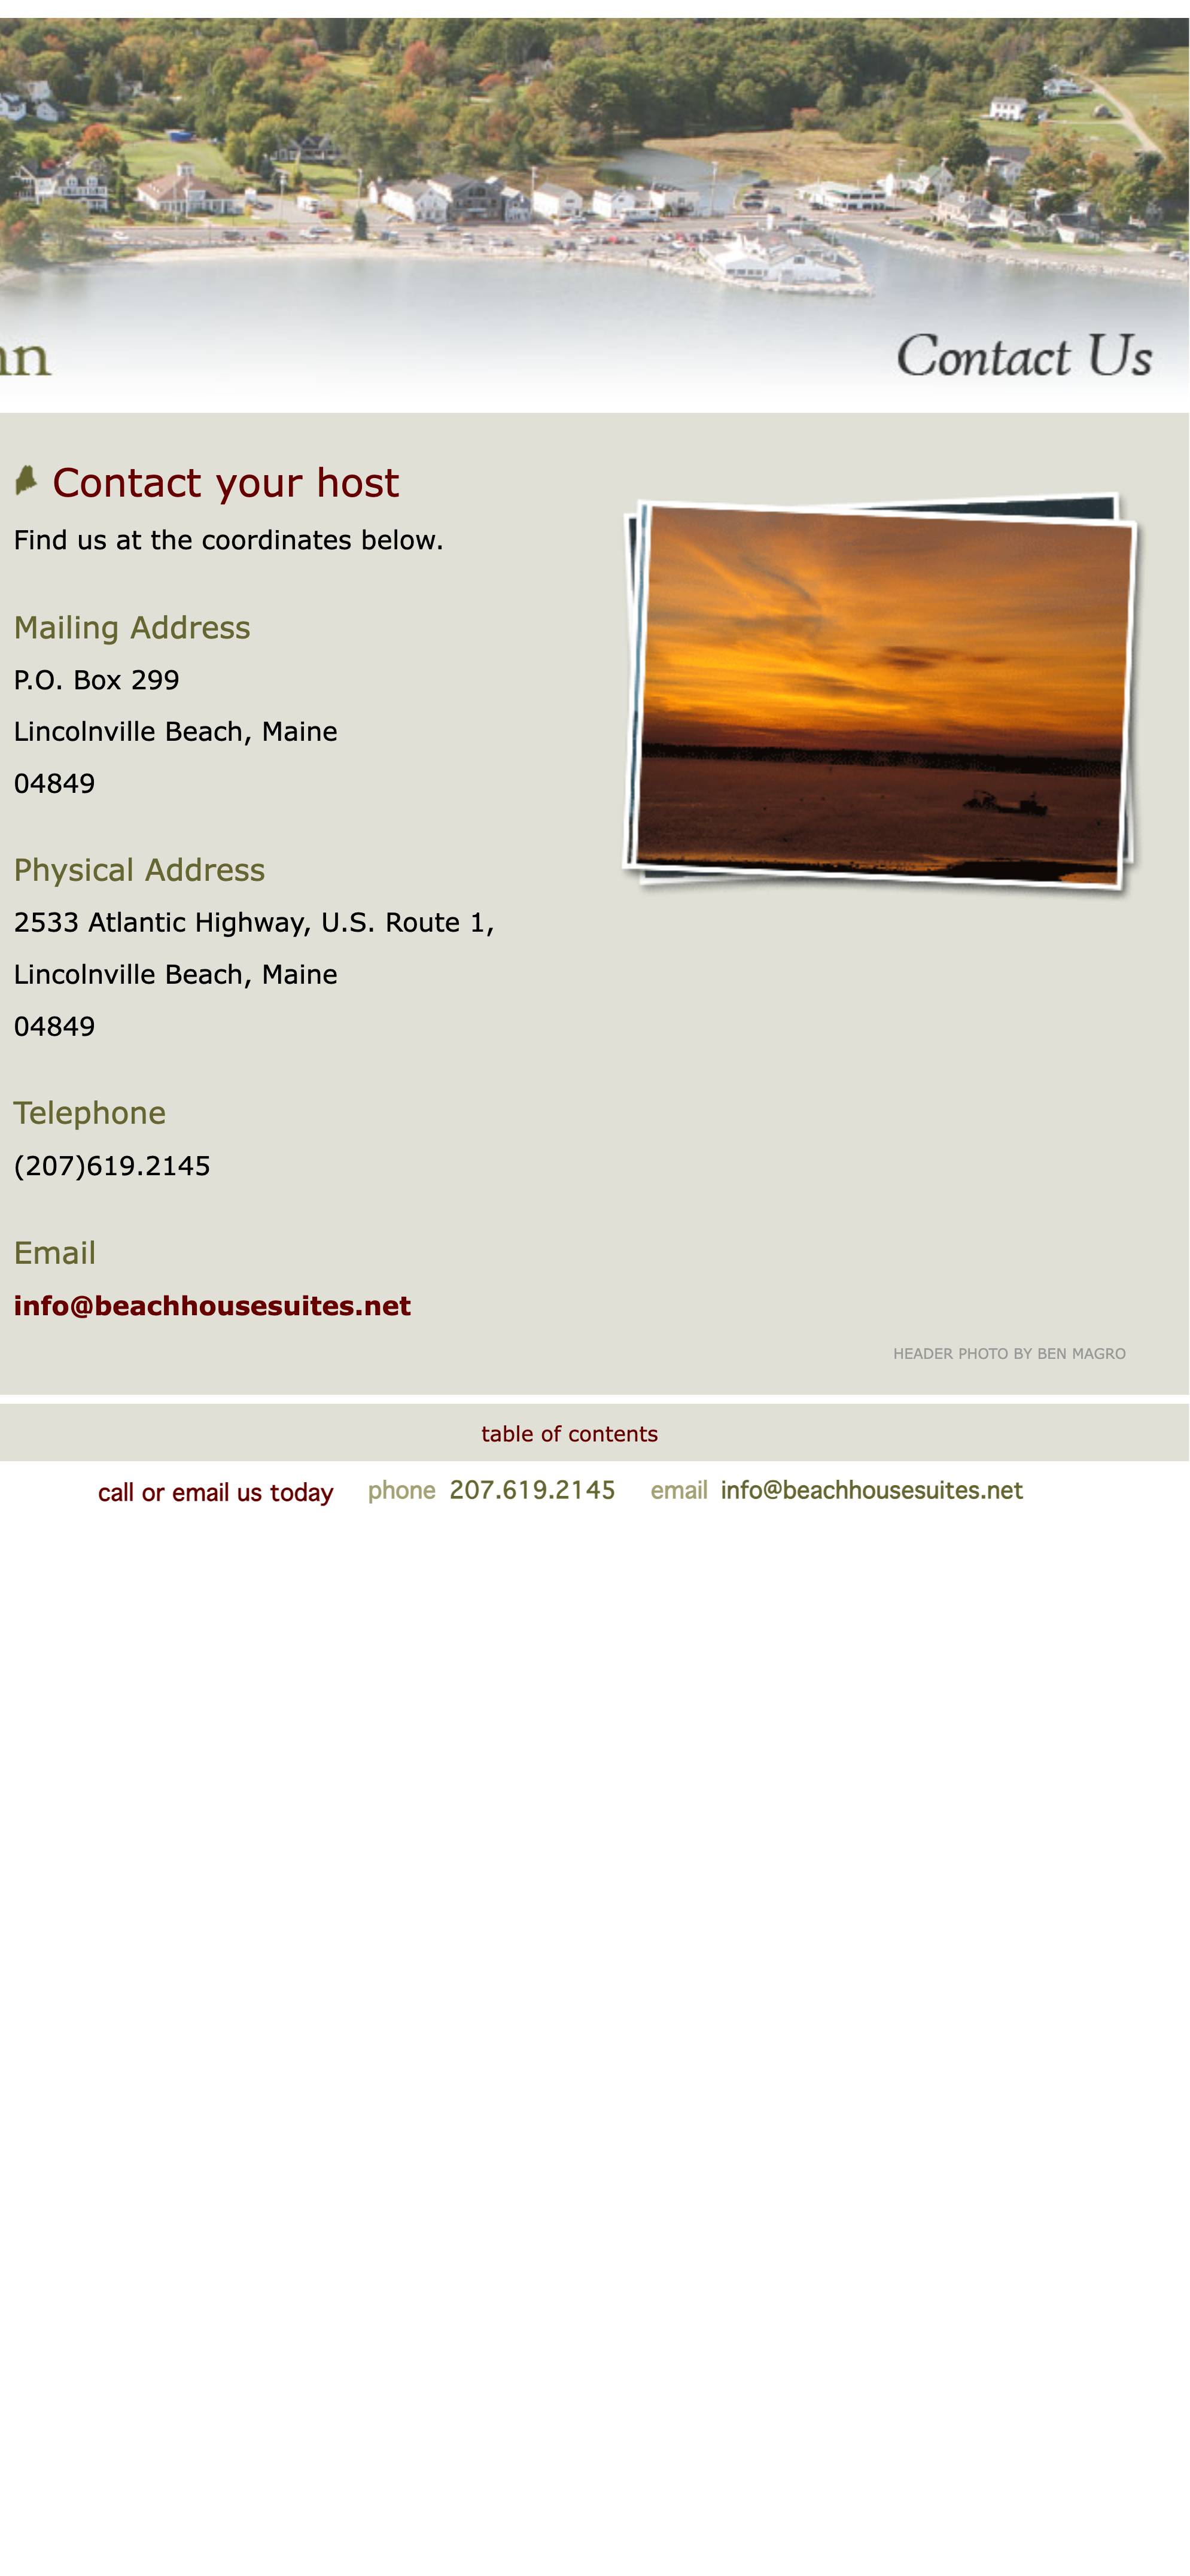 Contact Us
Contact your host
Find us at the coordinates below.
Mailing Address
P.O. Box 299
Lincolnville Beach, Maine
04849
Physical Address
2533 Atlantic Highway, U.S. Route 1,
Lincolnville Beach, Maine
04849
Telephone
(207)619.2145
Email
info@beachhousesuites.net
HEADER PHOTO BY BEN MAGRO
table of contents
call or email us today phone 207.619.2145 email info@beachhousesuites.net